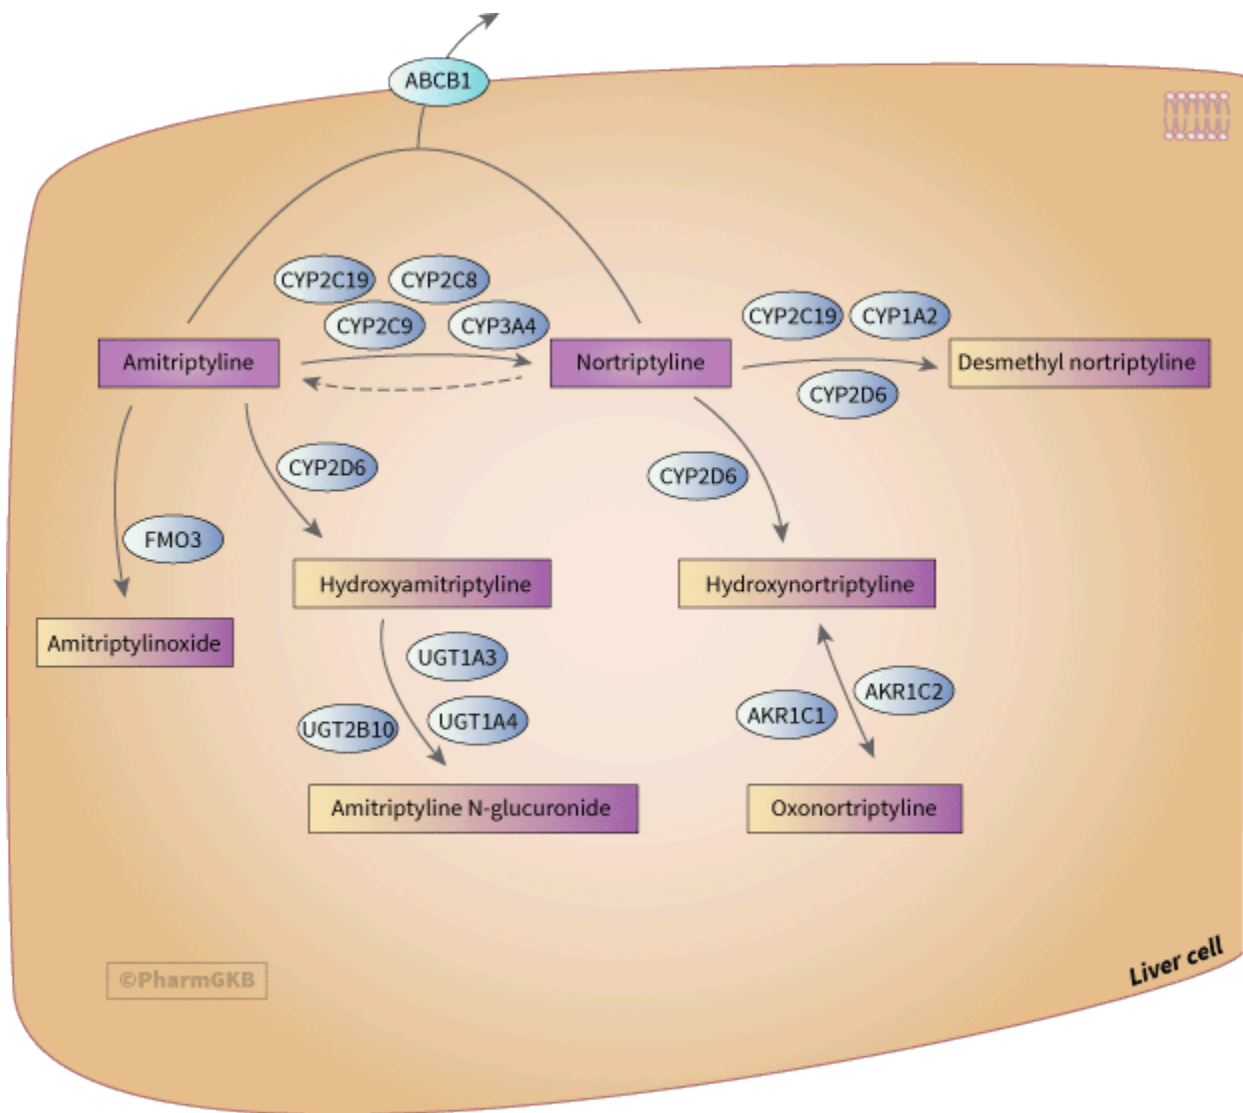 ABCB1
CYP2C19
CYP2C8
CYP2C9
CYP3A4
CYP2C19
CYP1A2
Amitriptyline
Nortriptyline
Desmethyl nortriptyline
CYP2D6
CYP2D6
CYP2D6
FMO3
Hydroxyamitriptyline
Hydroxynortriptyline
Amitriptylinoxide
UGT1A3
AKR1C2
UGT2B10
UGT1A4
AKR1C1
Amitriptyline N-glucuronide
Oxonortriptyline
©PharmGKB
Liver cell